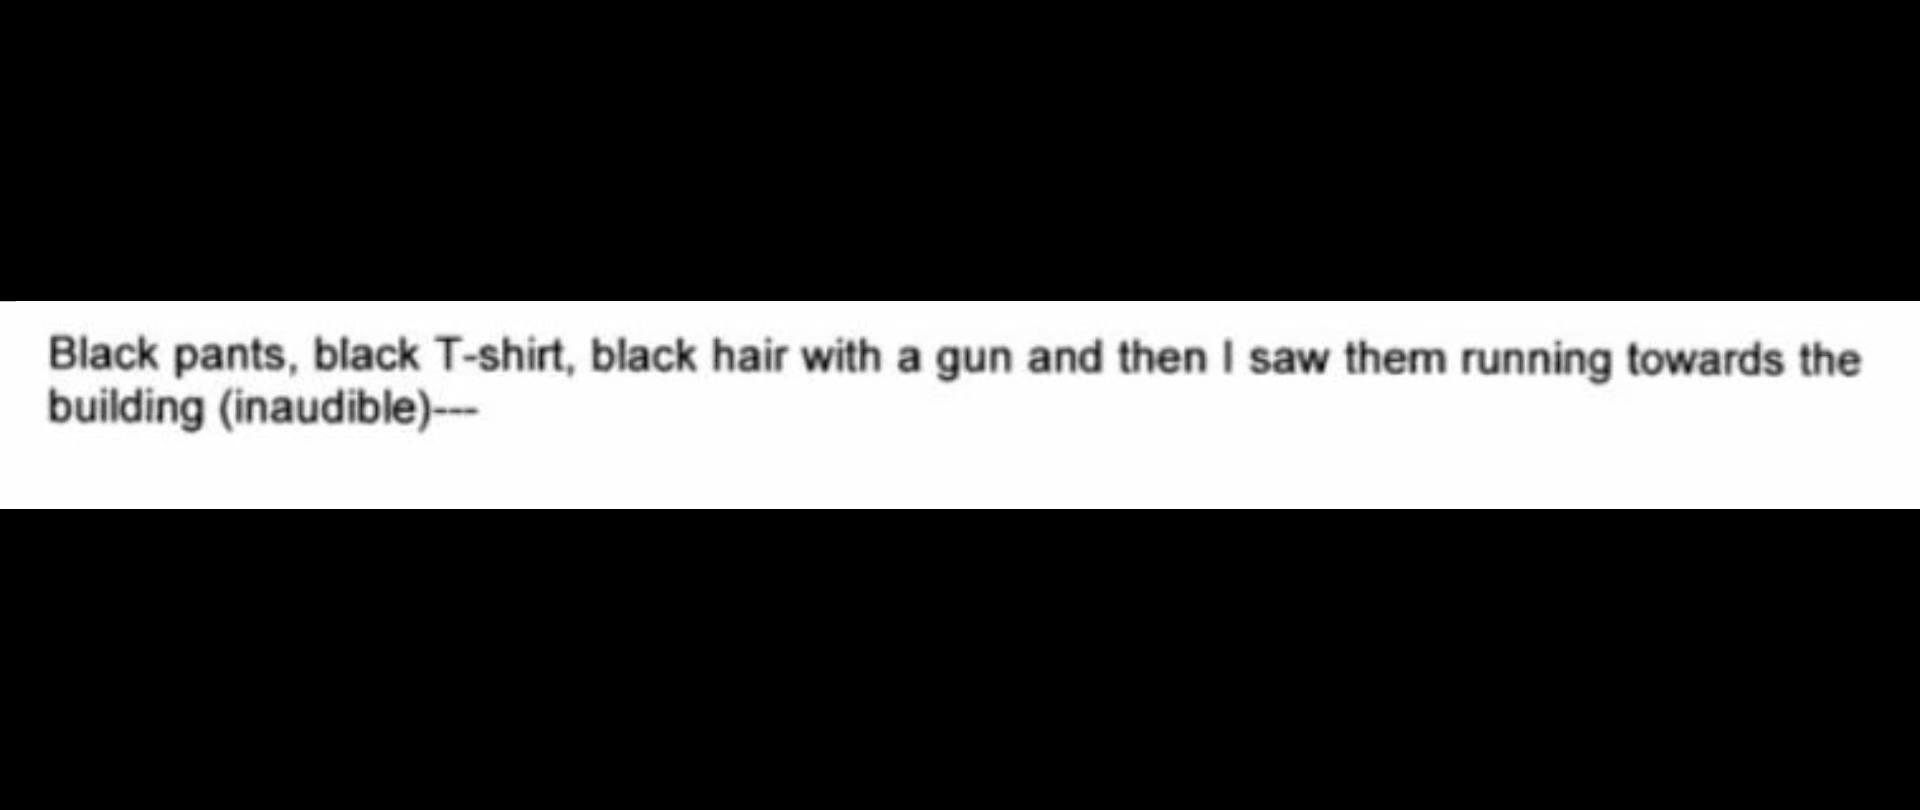 Black pants, black T-shirt, black hair with a gun and then I saw them running towards the
building (inaudible)---